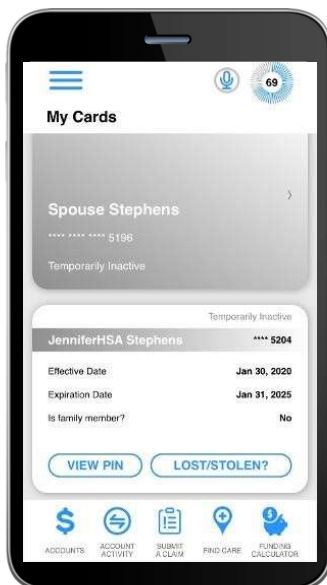 69
My Cards
Spouse Stephens
**** **** **** 5196
Temporarily Inactive
Temporarily Inactive
JenniferHSA Stephens **** 5204
Effective Date Jan 30, 2020
Expiration Date Jan 31, 2025
Is family member? No
VIEW PIN LOST/STOLEN?
ACCOUNTS ACCOUNT ACTIVITY SUBMIT A CLAIM FIND CARE FUNDING CALCULATOR